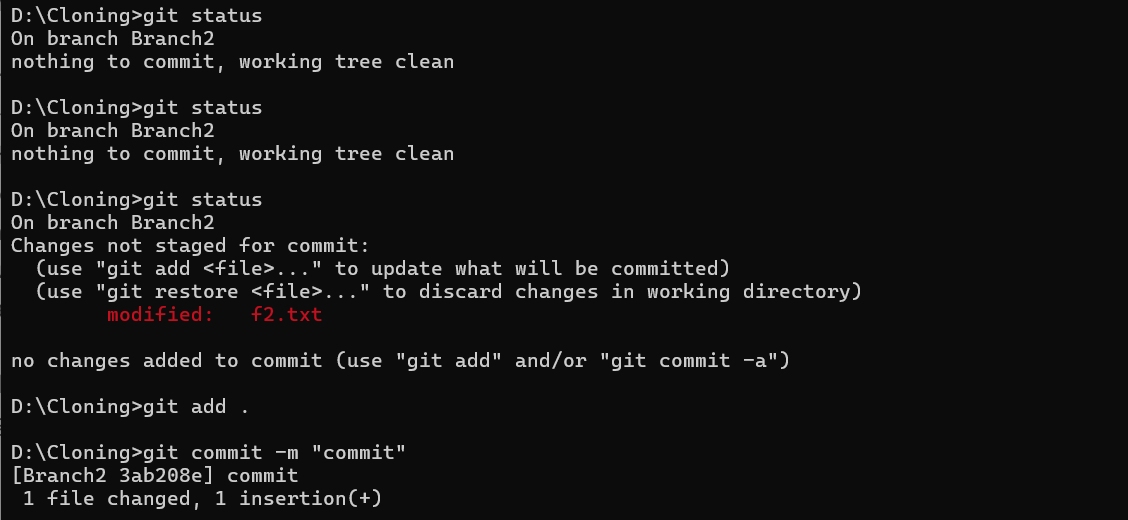 D:\Cloning>git status
On branch Branch2
nothing to commit, working tree clean
D:\Cloning>git status
On branch Branch2
nothing to commit, working tree clean
D:\Cloning>git status
On branch Branch2
Changes not staged for commit:
  (use "git add <file>..." to update what will be committed)
  (use "git restore <file>..." to discard changes in working directory)
        modified:   f2.txt
no changes added to commit (use "git add" and/or "git commit -a")
D:\Cloning>git add .
D:\Cloning>git commit -m "commit"
[Branch2 3ab208e] commit
 1 file changed, 1 insertion(+)